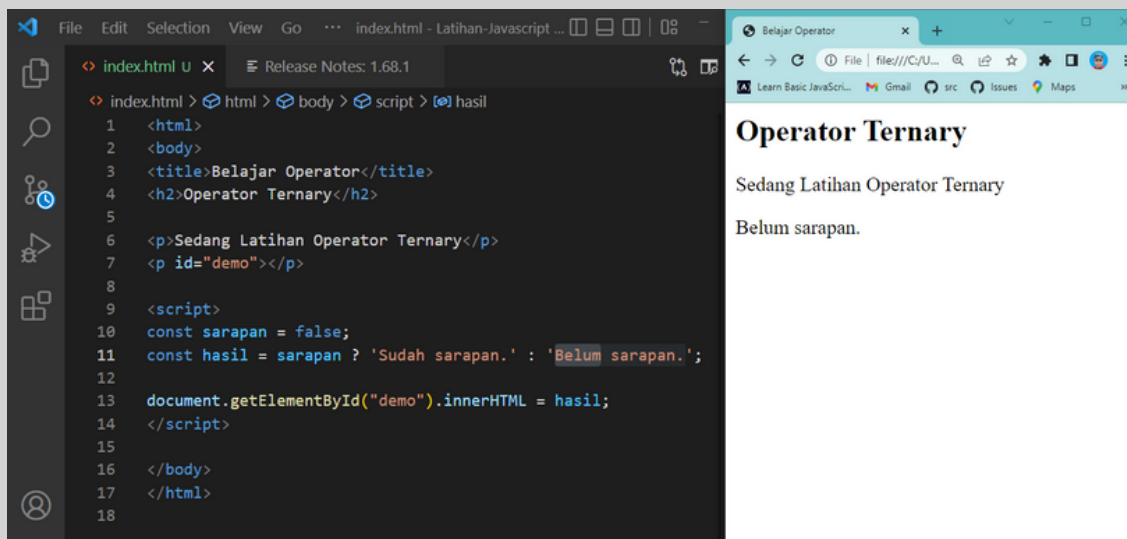 File Edit Selection View Go ··· index.html - Latihan-Javascript ...
index.html U
Release Notes: 1.68.1
index.html > html > body > script > hasil
1 <html>
2 <body>
3 <title>Belajar Operator</title>
4 <h2>Operator Ternary</h2>
5
6 <p>Sedang Latihan Operator Ternary</p>
7 <p id="demo"></p>
8
9 <script>
10 const sarapan = false;
11 const hasil = sarapan ? 'Sudah sarapan.' : 'Belum sarapan.';
12
13 document.getElementById("demo").innerHTML = hasil;
14 </script>
15
16 </body>
17 </html>
18
Belajar Operator
File | file:///C:/U...
Learn Basic JavaScri... Gmail src Issues Maps
Operator Ternary
Sedang Latihan Operator Ternary
Belum sarapan.